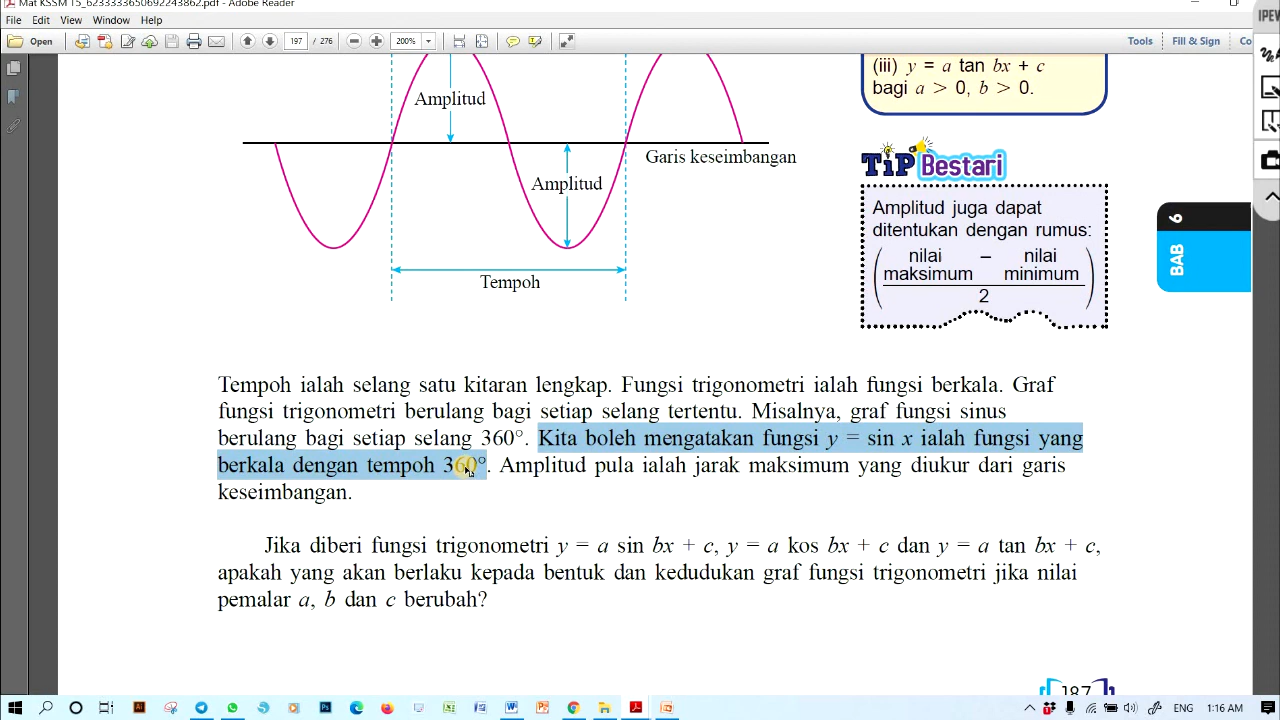 Mat KSSM T5_6233333650692243862.pdf - Adobe Reader
File Edit View Window Help
Open 197 / 276 200% Tools Fill & Sign Co
IPEV
Amplitud
Garis keseimbangan
Amplitud
Tempoh
(iii) y = a tan bx + c
bagi a > 0, b > 0.
TiP Bestari
Amplitud juga dapat
ditentukan dengan rumus:
nilai – nilai
maksimum minimum
2
BAB 6
Tempoh ialah selang satu kitaran lengkap. Fungsi trigonometri ialah fungsi berkala. Graf
fungsi trigonometri berulang bagi setiap selang tertentu. Misalnya, graf fungsi sinus
berulang bagi setiap selang 360°. Kita boleh mengatakan fungsi y = sin x ialah fungsi yang
berkala dengan tempoh 360°. Amplitud pula ialah jarak maksimum yang diukur dari garis
keseimbangan.
Jika diberi fungsi trigonometri y = a sin bx + c, y = a kos bx + c dan y = a tan bx + c,
apakah yang akan berlaku kepada bentuk dan kedudukan graf fungsi trigonometri jika nilai
pemalar a, b dan c berubah?
187
ENG 1:16 AM